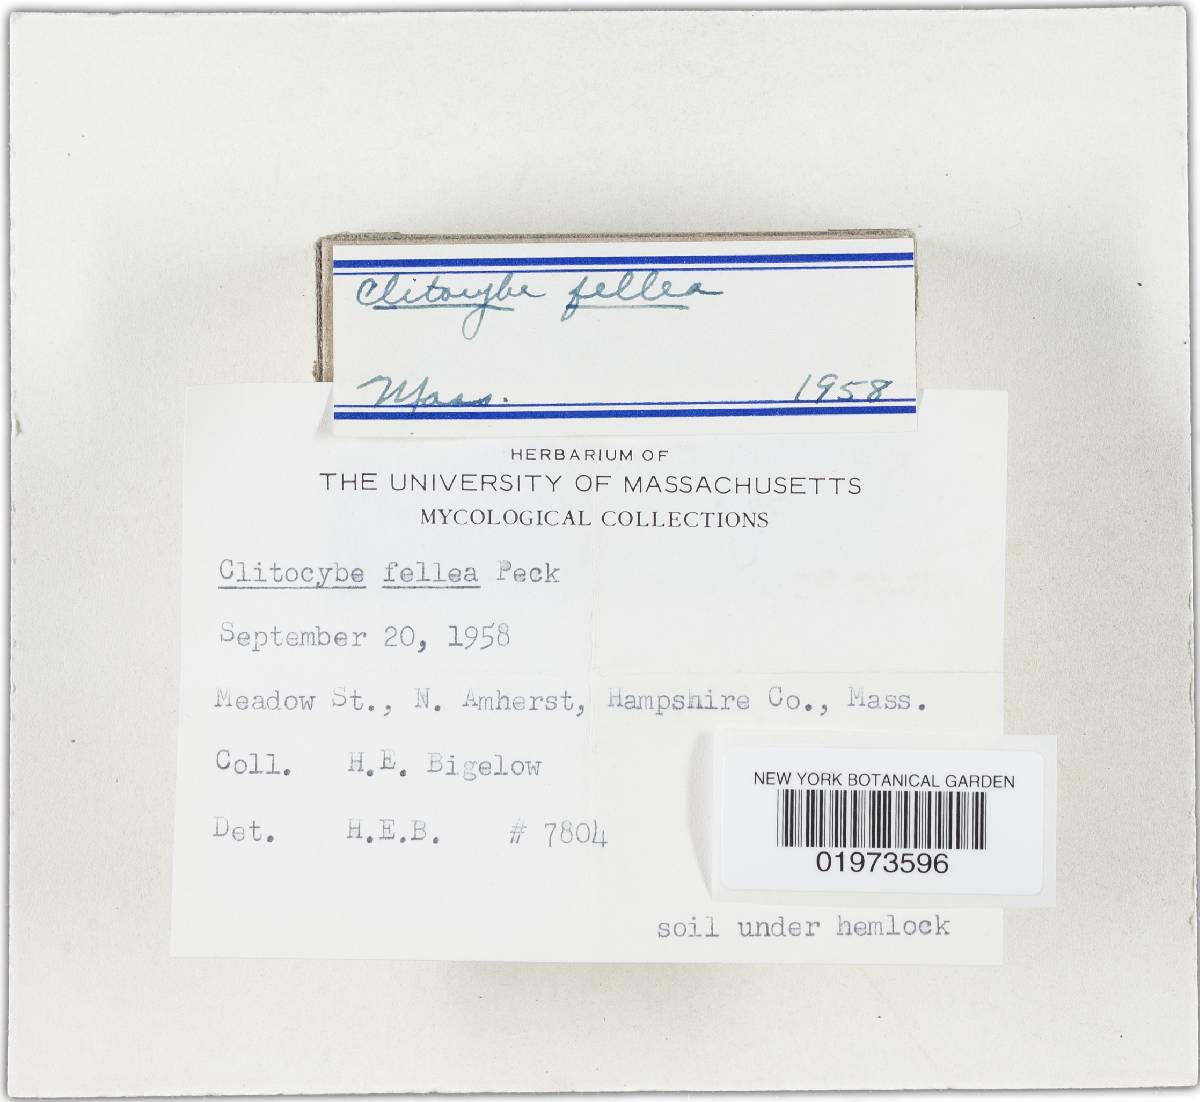 Clitocybe fellea
Mass. 1958
HERBARIUM OF
THE UNIVERSITY OF MASSACHUSETTS
MYCOLOGICAL COLLECTIONS
Clitocybe fellea Peck
September 20, 1958
Meadow St., N. Amherst, Hampshire Co., Mass.
Coll. H.E. Bigelow
Det. H.E.B. # 7804
NEW YORK BOTANICAL GARDEN
01973596
soil under hemlock